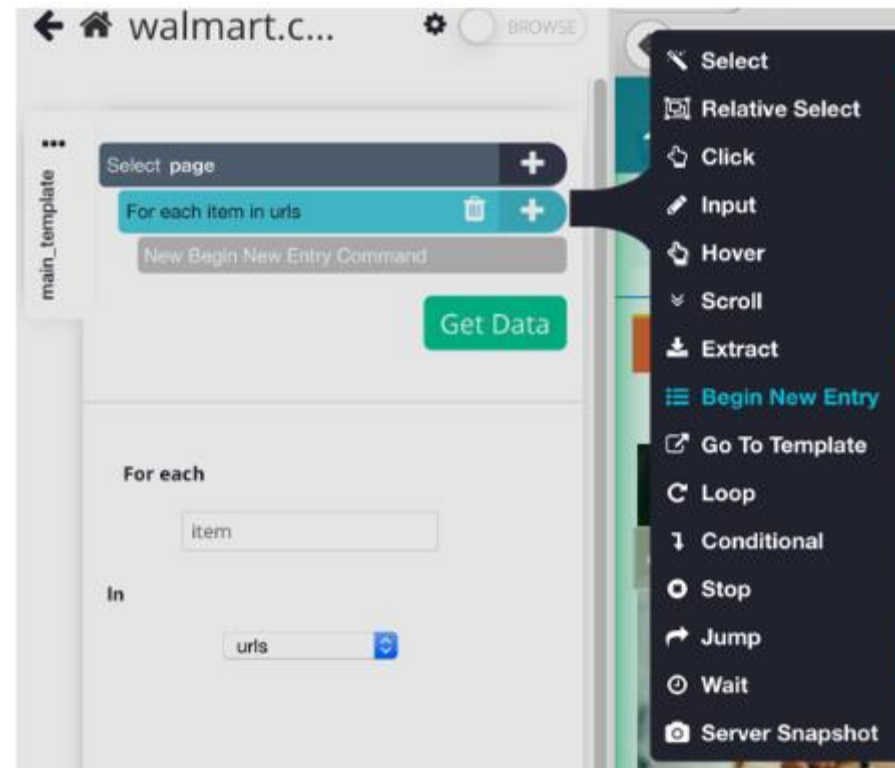 walmart.c...
BROWSE
main_template
Select page
For each item in urls
New Begin New Entry Command
Get Data
For each
item
In
urls
Select
Relative Select
Click
Input
Hover
Scroll
Extract
Begin New Entry
Go To Template
Loop
Conditional
Stop
Jump
Wait
Server Snapshot